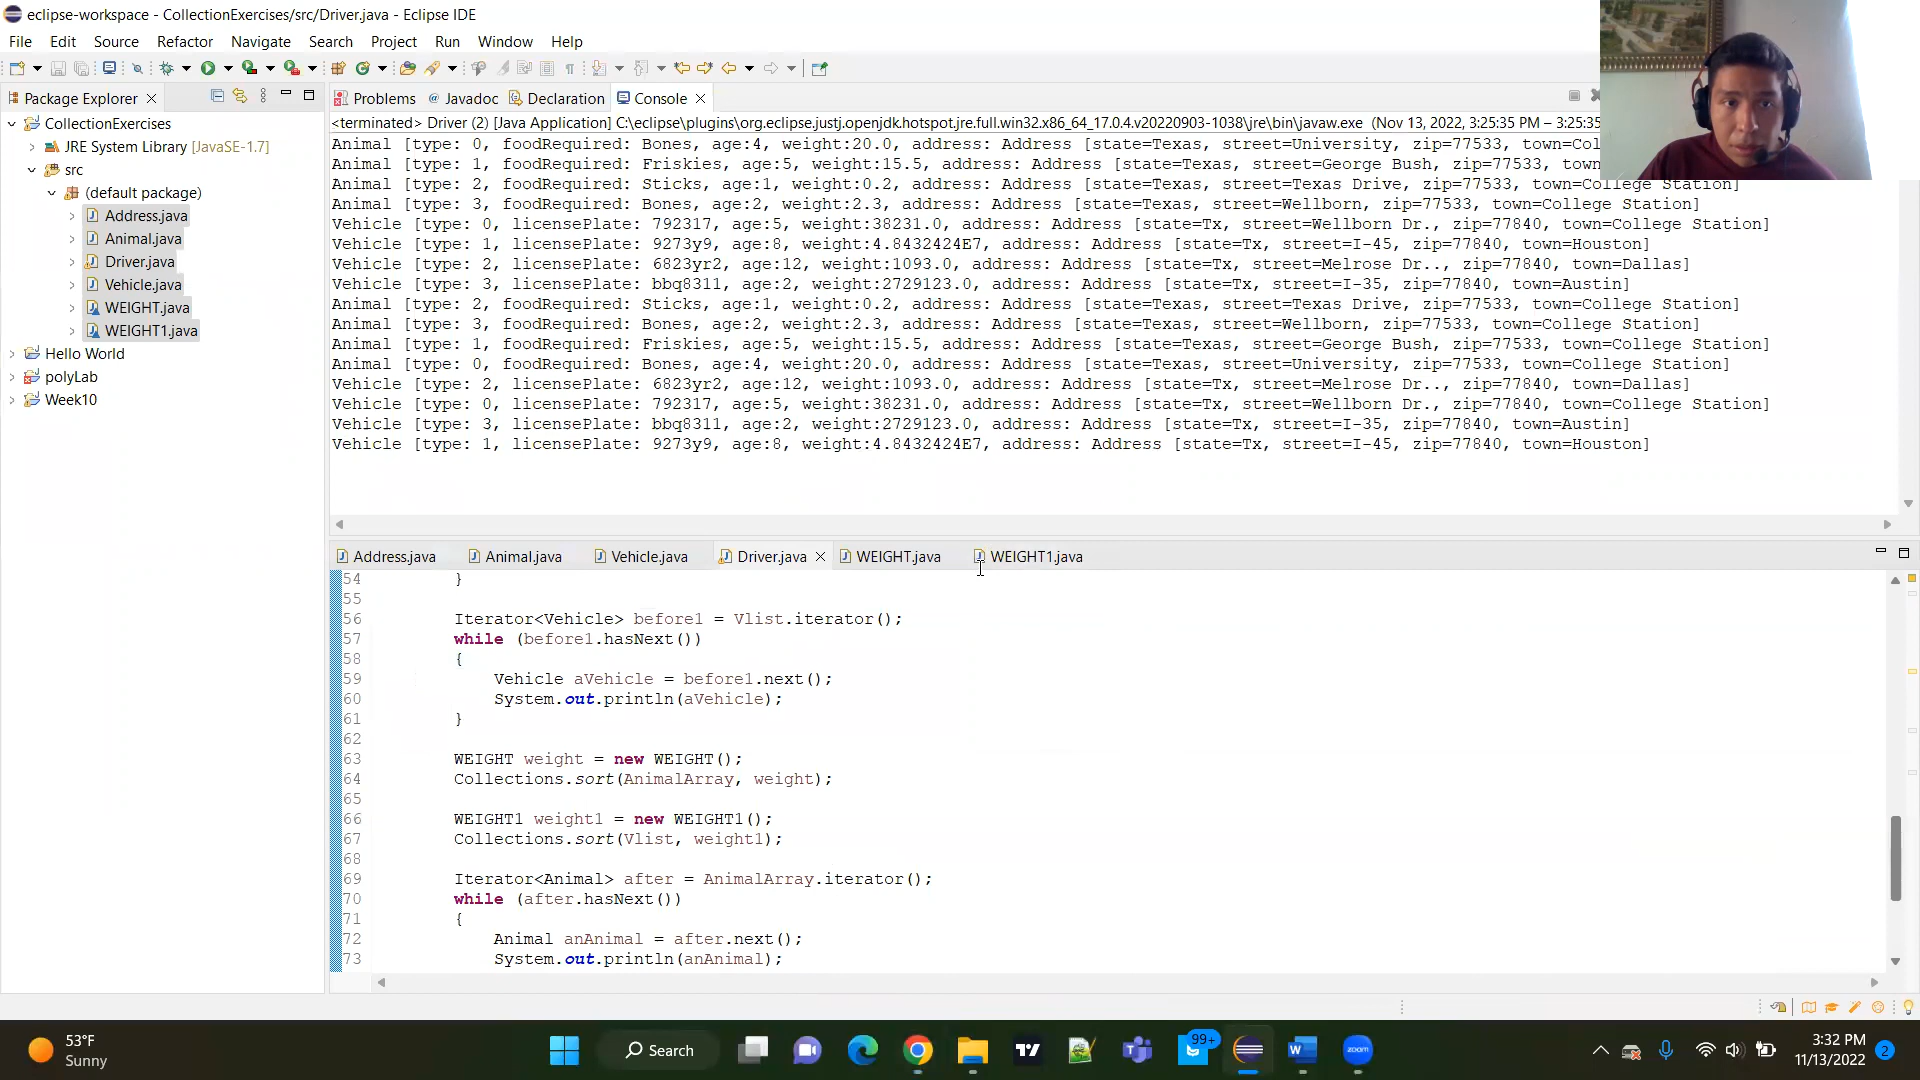 eclipse-workspace - CollectionExercises/src/Driver.java - Eclipse IDE
File Edit Source Refactor Navigate Search Project Run Window Help
Package Explorer
CollectionExercises
JRE System Library [JavaSE-1.7]
src
(default package)
Address.java
Animal.java
Driver.java
Vehicle.java
WEIGHT.java
WEIGHT1.java
Hello World
polyLab
Week10
Problems @ Javadoc Declaration Console
<terminated> Driver (2) [Java Application] C:\eclipse\plugins\org.eclipse.justj.openjdk.hotspot.jre.full.win32.x86_64_17.0.4.v20220903-1038\jre\bin\javaw.exe (Nov 13, 2022, 3:25:35 PM – 3:25:35
Animal [type: 0, foodRequired: Bones, age:4, weight:20.0, address: Address [state=Texas, street=University, zip=77533, town=Col
Animal [type: 1, foodRequired: Friskies, age:5, weight:15.5, address: Address [state=Texas, street=George Bush, zip=77533, town
Animal [type: 2, foodRequired: Sticks, age:1, weight:0.2, address: Address [state=Texas, street=Texas Drive, zip=77533, town=College Station]
Animal [type: 3, foodRequired: Bones, age:2, weight:2.3, address: Address [state=Texas, street=Wellborn, zip=77533, town=College Station]
Vehicle [type: 0, licensePlate: 792317, age:5, weight:38231.0, address: Address [state=Tx, street=Wellborn Dr., zip=77840, town=College Station]
Vehicle [type: 1, licensePlate: 9273y9, age:8, weight:4.8432424E7, address: Address [state=Tx, street=I-45, zip=77840, town=Houston]
Vehicle [type: 2, licensePlate: 6823yr2, age:12, weight:1093.0, address: Address [state=Tx, street=Melrose Dr.., zip=77840, town=Dallas]
Vehicle [type: 3, licensePlate: bbq8311, age:2, weight:2729123.0, address: Address [state=Tx, street=I-35, zip=77840, town=Austin]
Animal [type: 2, foodRequired: Sticks, age:1, weight:0.2, address: Address [state=Texas, street=Texas Drive, zip=77533, town=College Station]
Animal [type: 3, foodRequired: Bones, age:2, weight:2.3, address: Address [state=Texas, street=Wellborn, zip=77533, town=College Station]
Animal [type: 1, foodRequired: Friskies, age:5, weight:15.5, address: Address [state=Texas, street=George Bush, zip=77533, town=College Station]
Animal [type: 0, foodRequired: Bones, age:4, weight:20.0, address: Address [state=Texas, street=University, zip=77533, town=College Station]
Vehicle [type: 2, licensePlate: 6823yr2, age:12, weight:1093.0, address: Address [state=Tx, street=Melrose Dr.., zip=77840, town=Dallas]
Vehicle [type: 0, licensePlate: 792317, age:5, weight:38231.0, address: Address [state=Tx, street=Wellborn Dr., zip=77840, town=College Station]
Vehicle [type: 3, licensePlate: bbq8311, age:2, weight:2729123.0, address: Address [state=Tx, street=I-35, zip=77840, town=Austin]
Vehicle [type: 1, licensePlate: 9273y9, age:8, weight:4.8432424E7, address: Address [state=Tx, street=I-45, zip=77840, town=Houston]
Address.java Animal.java Vehicle.java Driver.java WEIGHT.java WEIGHT1.java
54 }
55
56 Iterator<Vehicle> before1 = Vlist.iterator();
57 while (before1.hasNext())
58 {
59 Vehicle aVehicle = before1.next();
60 System.out.println(aVehicle);
61 }
62
63 WEIGHT weight = new WEIGHT();
64 Collections.sort(AnimalArray, weight);
65
66 WEIGHT1 weight1 = new WEIGHT1();
67 Collections.sort(Vlist, weight1);
68
69 Iterator<Animal> after = AnimalArray.iterator();
70 while (after.hasNext())
71 {
72 Animal anAnimal = after.next();
73 System.out.println(anAnimal);
53°F
Sunny
Search
99+
zoom
3:32 PM
11/13/2022
2